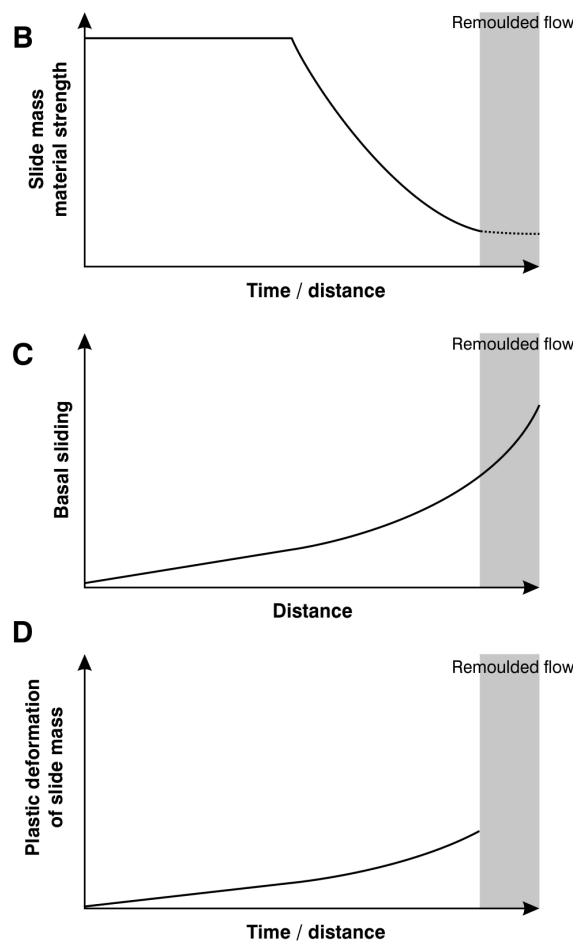 B
Remoulded flow
Slide mass
material strength
Time / distance
C
Remoulded flow
Basal sliding
Distance
D
Remoulded flow
Plastic deformation
of slide mass
Time / distance